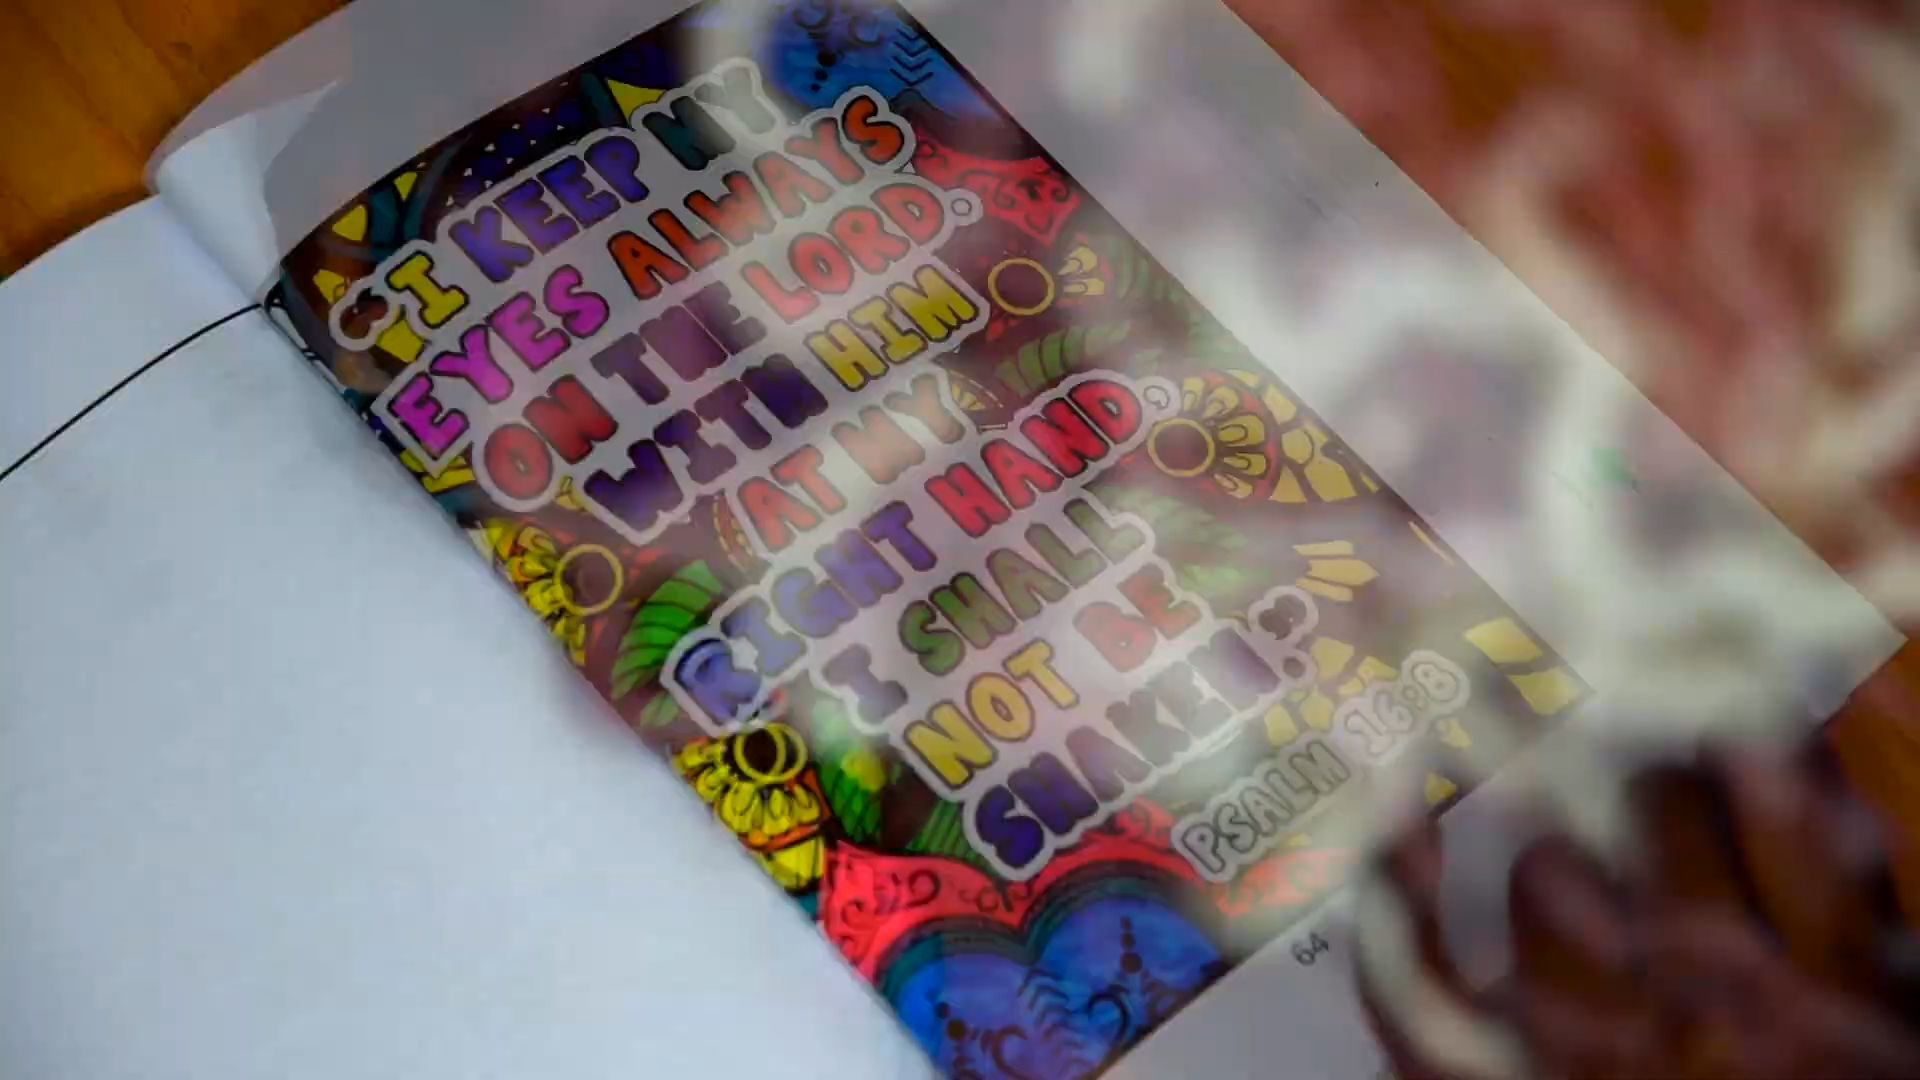 "I KEEP MY
EYES ALWAYS
ON THE LORD.
WITH HIM
AT MY
RIGHT HAND.
I SHALL
NOT BE
SHAKEN."
PSALM 16:8
64